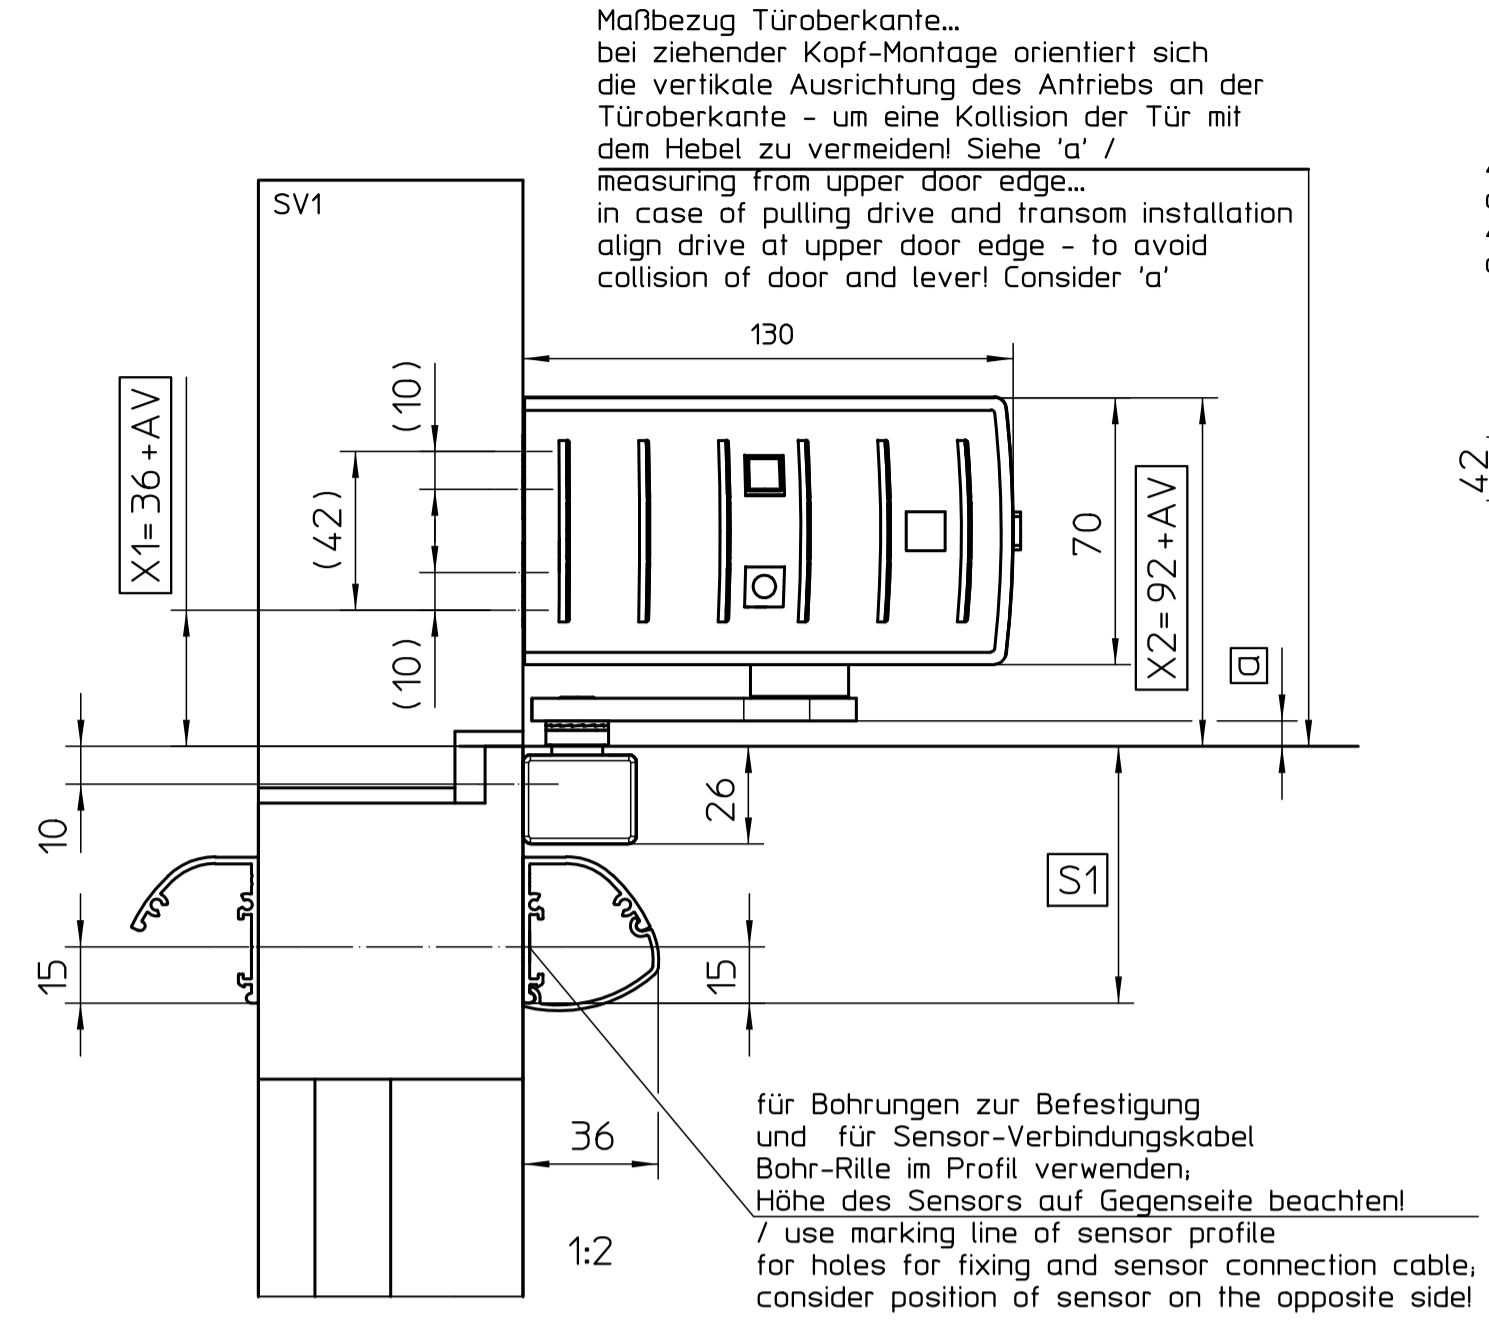 Maßbezug Türoberkante...
bei ziehender Kopf-Montage orientiert sich
die vertikale Ausrichtung des Antriebs an der
Türoberkante - um eine Kollision der Tür mit
dem Hebel zu vermeiden! Siehe 'a' /
measuring from upper door edge...
in case of pulling drive and transom installation
align drive at upper door edge - to avoid
collision of door and lever! Consider 'a'
SV1
130
X1=36+AV
(10)
(42)
(10)
70
X2=92+AV
a
42
10
26
S1
15
15
36
1:2
für Bohrungen zur Befestigung
und für Sensor-Verbindungskabel
Bohr-Rille im Profil verwenden;
Höhe des Sensors auf Gegenseite beachten!
/ use marking line of sensor profile
for holes for fixing and sensor connection cable;
consider position of sensor on the opposite side!